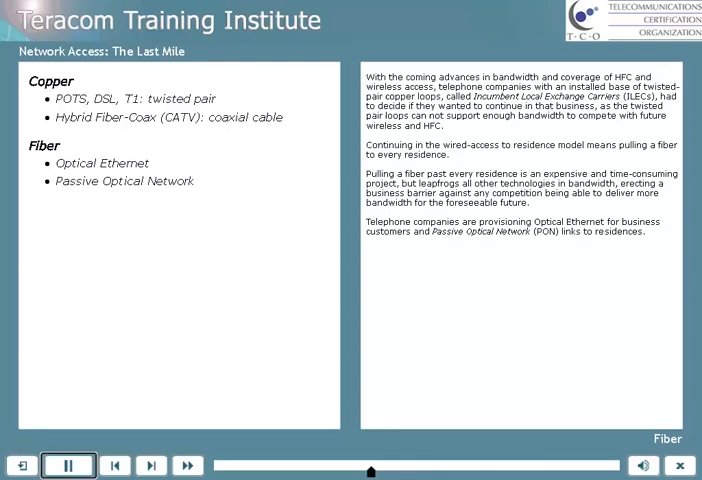 Teracom Training Institute
TELECOMMUNICATIONS
CERTIFICATION
ORGANIZATION
T·C·O
Network Access: The Last Mile
Copper
• POTS, DSL, T1: twisted pair
• Hybrid Fiber-Coax (CATV): coaxial cable
Fiber
• Optical Ethernet
• Passive Optical Network
With the coming advances in bandwidth and coverage of HFC and
wireless access, telephone companies with an installed base of twisted-
pair copper loops, called Incumbent Local Exchange Carriers (ILECs), had
to decide if they wanted to continue in that business, as the twisted
pair loops can not support enough bandwidth to compete with future
wireless and HFC.
Continuing in the wired-access to residence model means pulling a fiber
to every residence.
Pulling a fiber past every residence is an expensive and time-consuming
project, but leapfrogs all other technologies in bandwidth, erecting a
business barrier against any competition being able to deliver more
bandwidth for the foreseeable future.
Telephone companies are provisioning Optical Ethernet for business
customers and Passive Optical Network (PON) links to residences.
Fiber